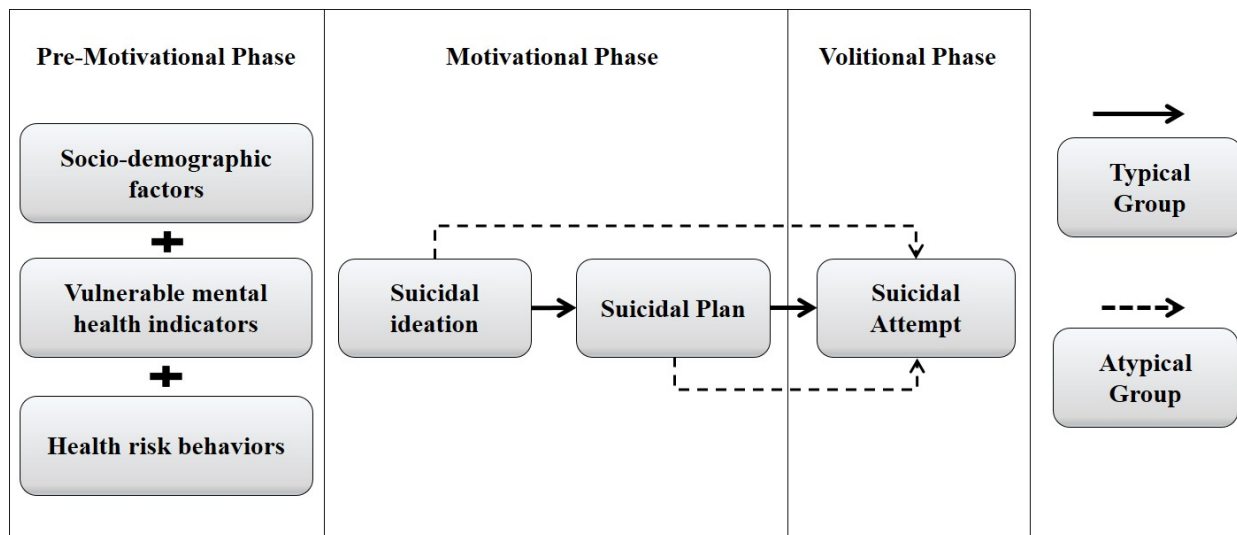 Pre-Motivational Phase
Socio-demographic
factors
Vulnerable mental
health indicators
Health risk behaviors
Motivational Phase
Suicidal
ideation
Suicidal Plan
Volitional Phase
Suicidal
Attempt
Typical
Group
Atypical
Group